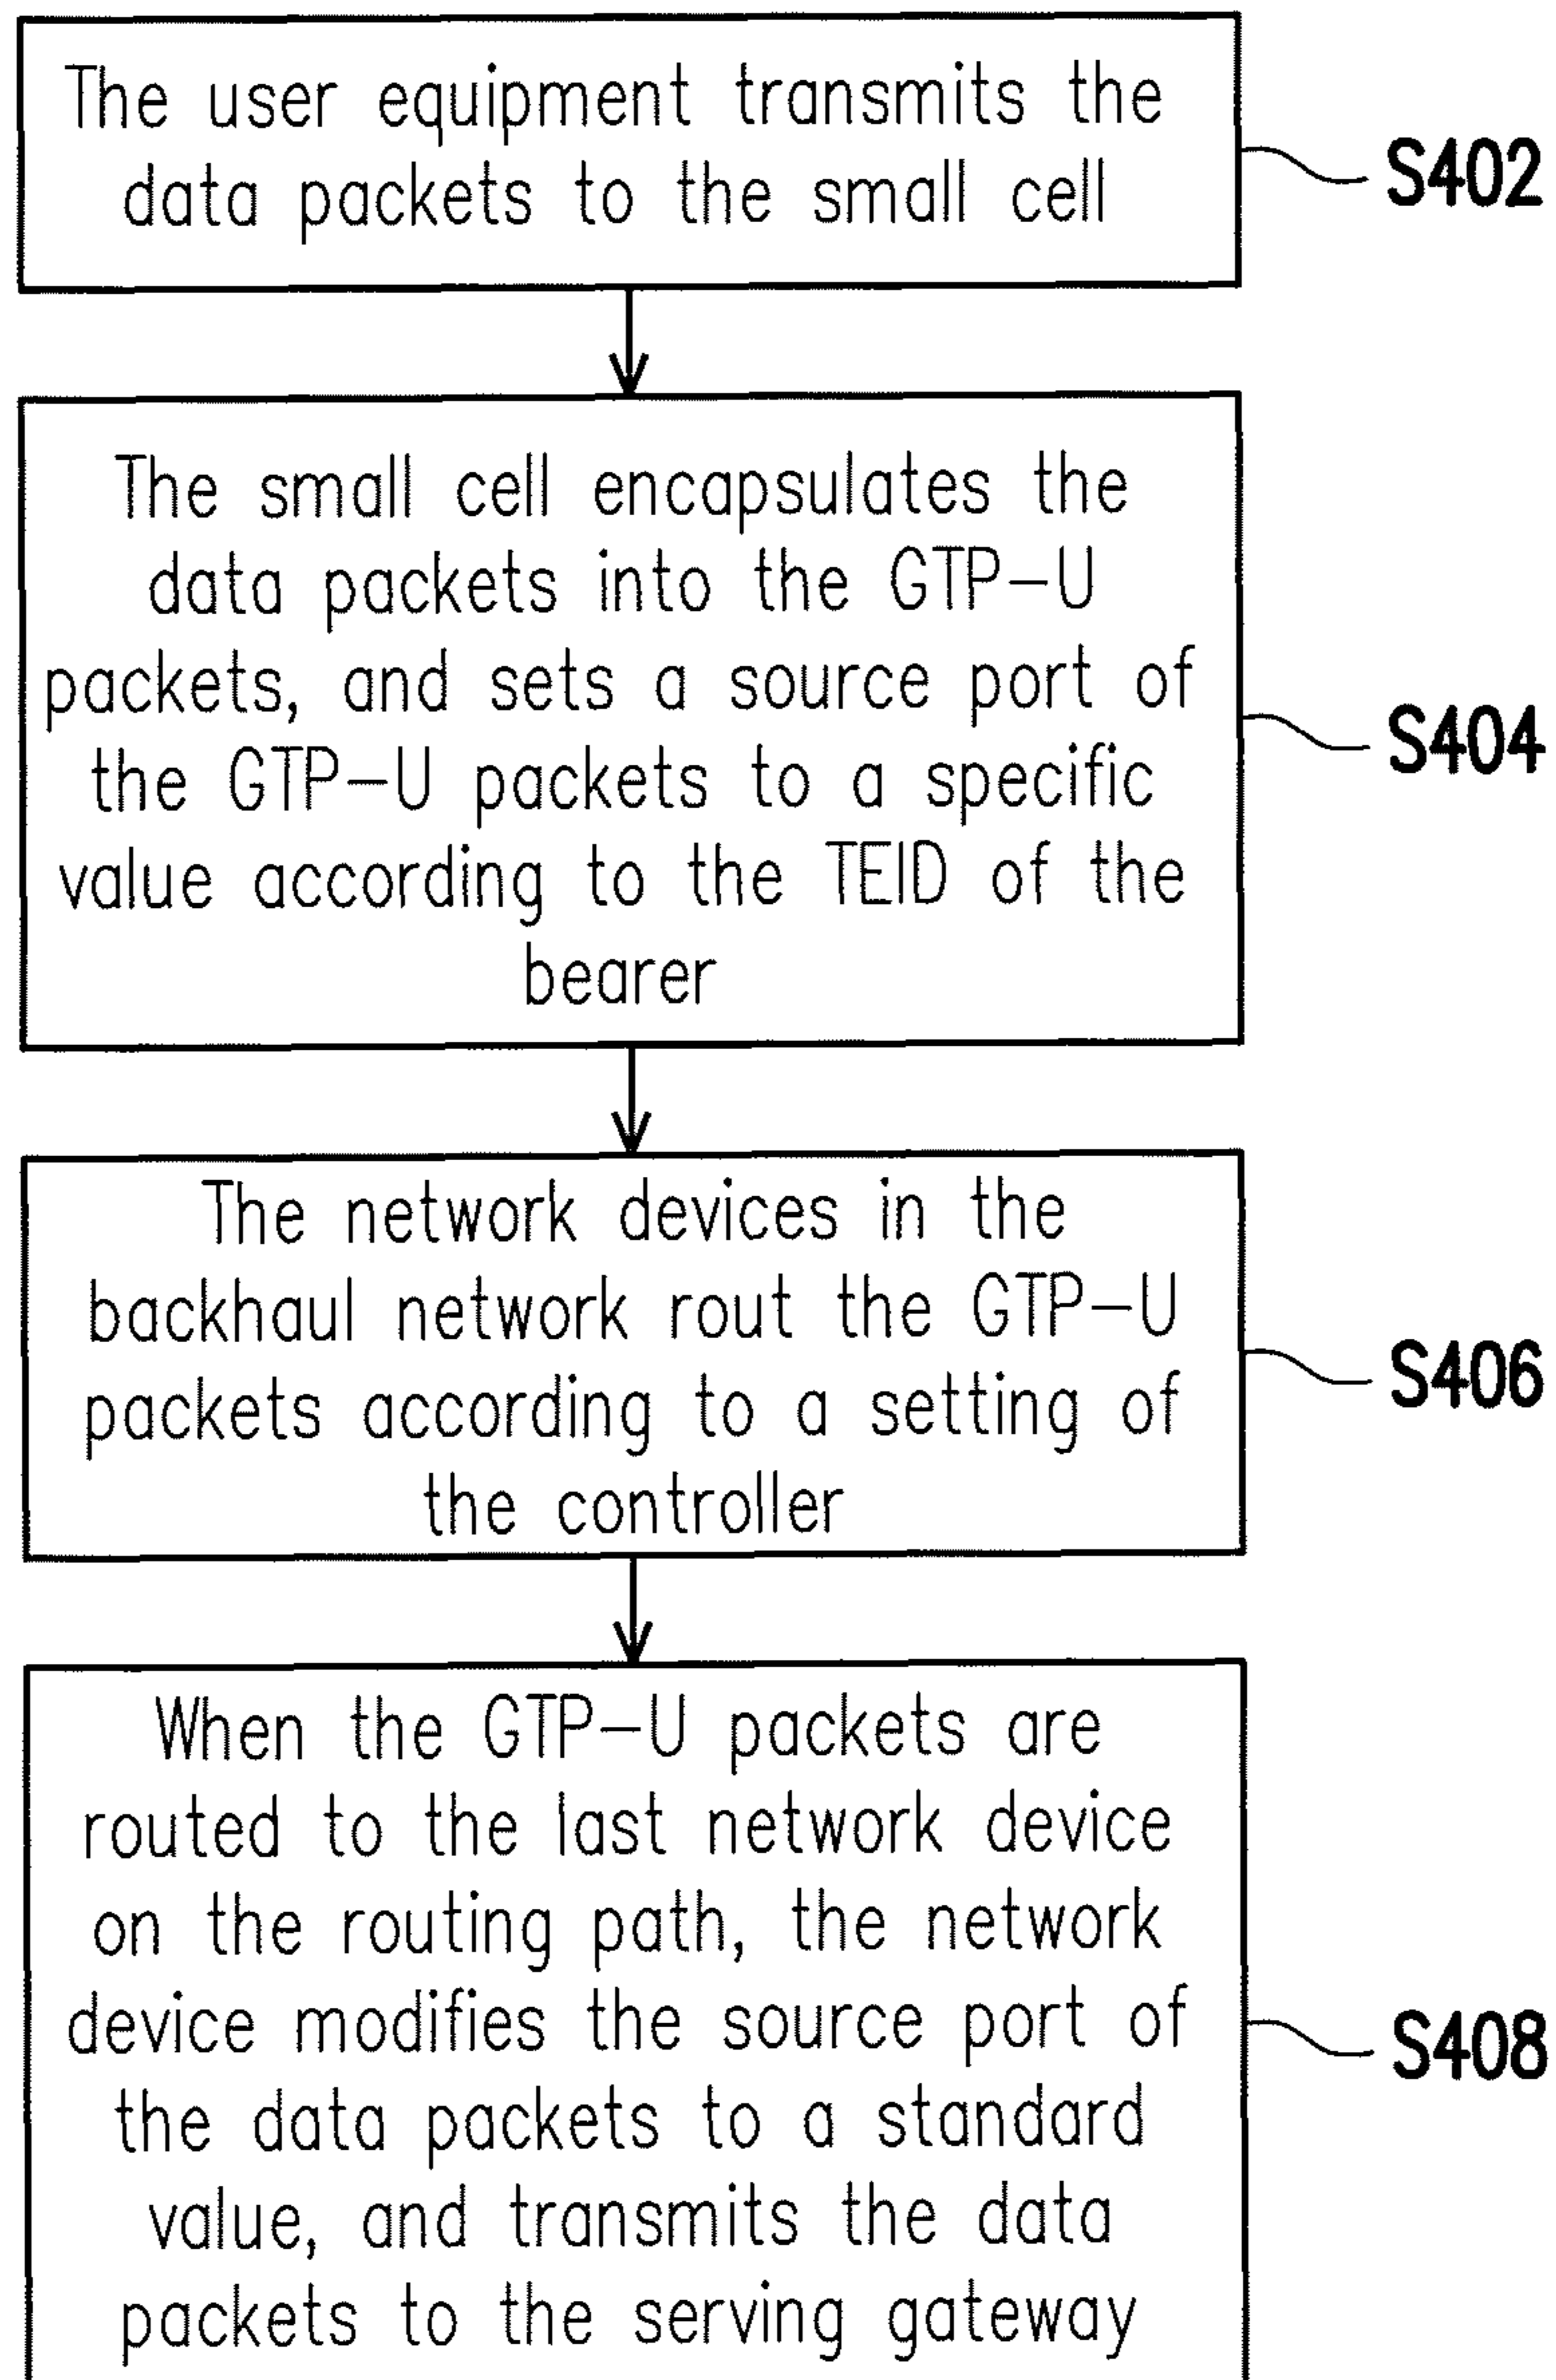 The user equipment transmits the
data packets to the small cell
S402
The small cell encapsulates the
data packets into the GTP-U
packets, and sets a source port of
the GTP-U packets to a specific
value according to the TEID of the
bearer
S404
The network devices in the
backhaul network rout the GTP-U
packets according to a setting of
the controller
S406
When the GTP-U packets are
routed to the last network device
on the routing path, the network
device modifies the source port of
the data packets to a standard
value, and transmits the data
packets to the serving gateway
S408